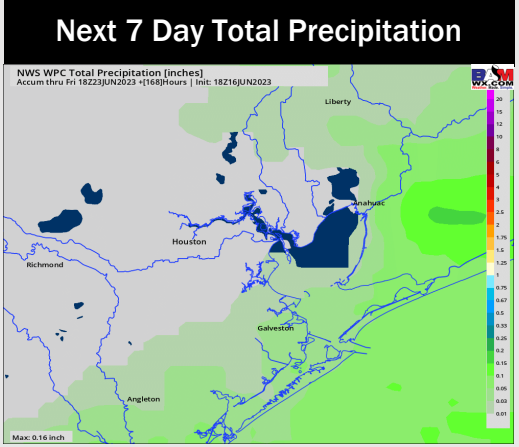 Next 7 Day Total Precipitation
NWS WPC Total Precipitation [inches]
Accum thru Fri 18Z23JUN2023 +[168]Hours | Init: 18Z16JUN2023
BAM
WX.COM
Liberty
Anahuac
Houston
Richmond
Galveston
Angleton
Max: 0.16 inch
20
15
12
10
8
6
5
4
3
2.5
2
1.75
1.5
1.25
1
0.75
0.67
0.5
0.33
0.25
0.2
0.15
0.1
0.05
0.03
0.01